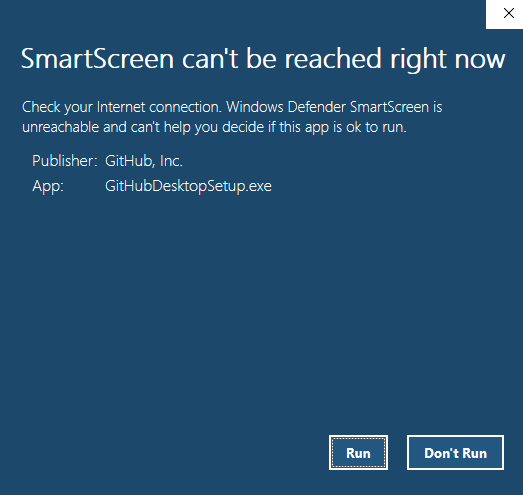 SmartScreen can't be reached right now
Check your Internet connection. Windows Defender SmartScreen is
unreachable and can't help you decide if this app is ok to run.
Publisher: GitHub, Inc.
App: GitHubDesktopSetup.exe
Run Don't Run